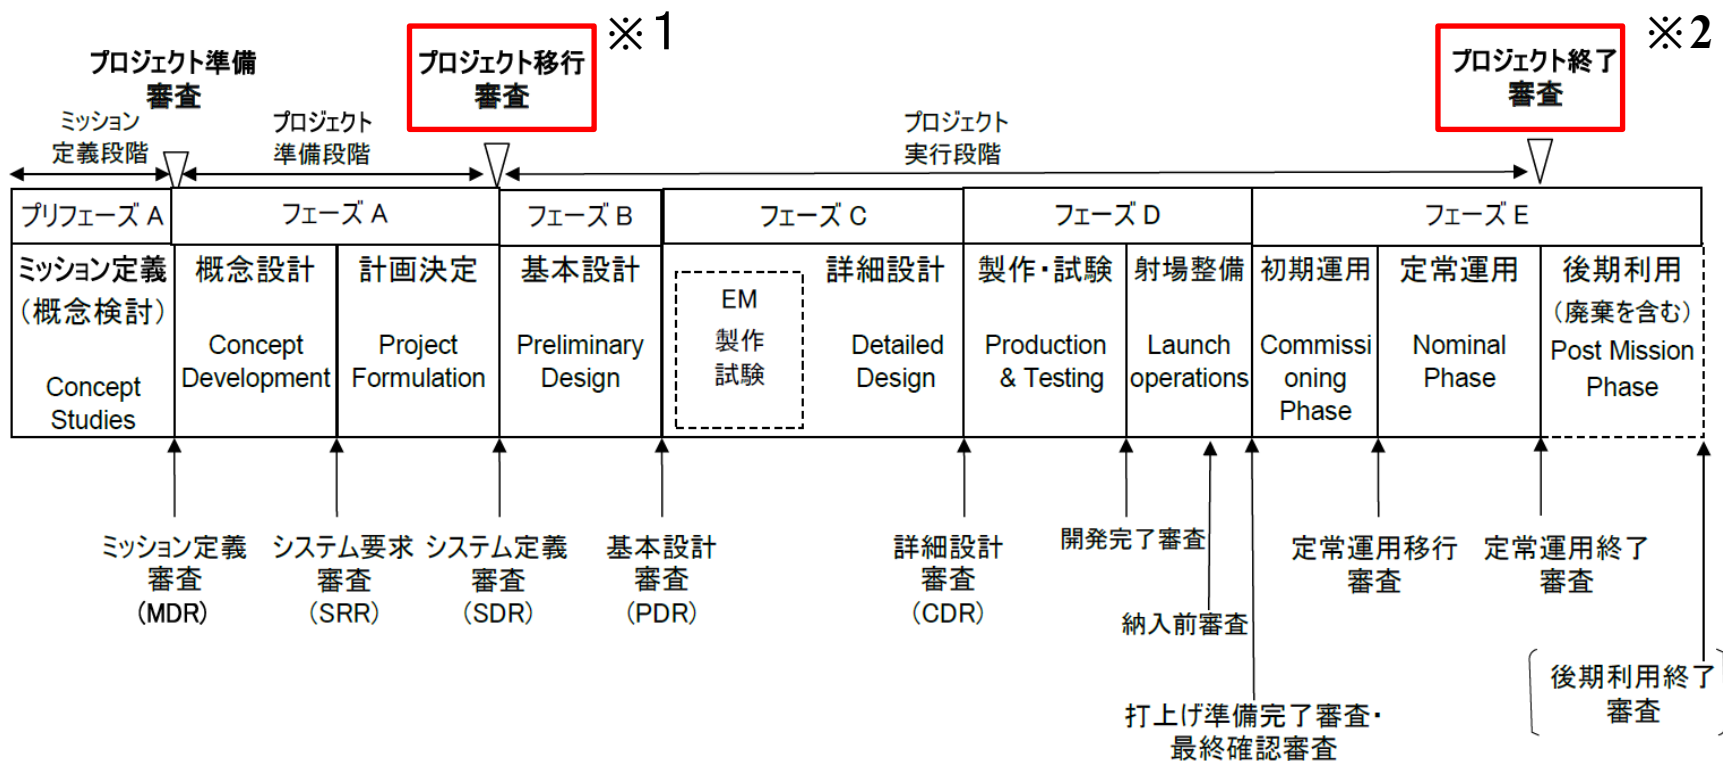 ※1
※2
プロジェクト準備
審査
プロジェクト移行
審査
プロジェクト終了
審査
ミッション
定義段階
プロジェクト
準備段階
プロジェクト
実行段階
プリフェーズ A
フェーズ A
フェーズ B
フェーズ C
フェーズ D
フェーズ E
ミッション定義
(概念検討)
Concept
Studies
概念設計
Concept
Development
計画決定
Project
Formulation
基本設計
Preliminary
Design
EM
製作
試験
詳細設計
Detailed
Design
製作・試験
Production
& Testing
射場整備
Launch
operations
初期運用
Commissi
oning
Phase
定常運用
Nominal
Phase
後期利用
(廃棄を含む)
Post Mission
Phase
ミッション定義
審査
(MDR)
システム要求
審査
(SRR)
システム定義
審査
(SDR)
基本設計
審査
(PDR)
詳細設計
審査
(CDR)
開発完了審査
納入前審査
打上げ準備完了審査・
最終確認審査
定常運用移行
審査
定常運用終了
審査
後期利用終了
審査